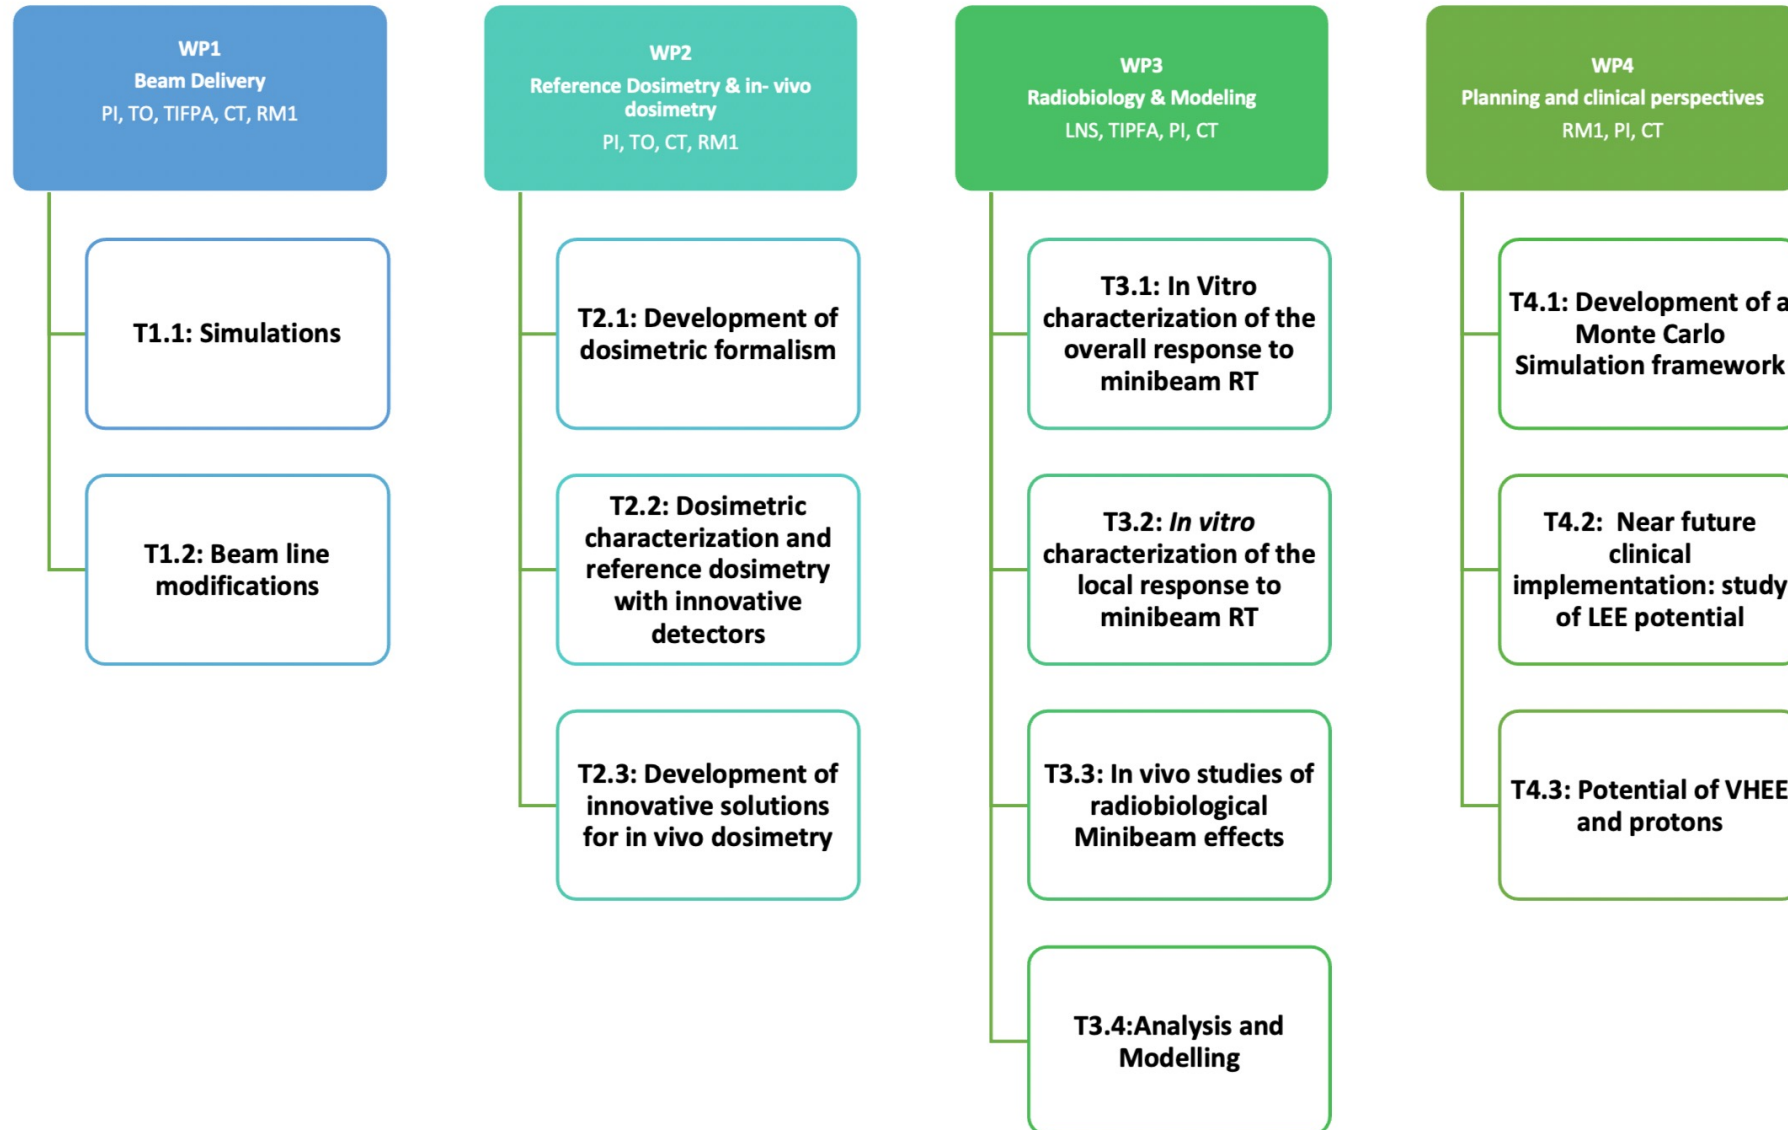 WP1
Beam Delivery
PI, TO, TIFPA, CT, RM1
T1.1: Simulations
T1.2: Beam line
modifications
WP2
Reference Dosimetry & in- vivo
dosimetry
PI, TO, CT, RM1
T2.1: Development of
dosimetric formalism
T2.2: Dosimetric
characterization and
reference dosimetry
with innovative
detectors
T2.3: Development of
innovative solutions
for in vivo dosimetry
WP3
Radiobiology & Modeling
LNS, TIPFA, PI, CT
T3.1: In Vitro
characterization of the
overall response to
minibeam RT
T3.2: In vitro
characterization of the
local response to
minibeam RT
T3.3: In vivo studies of
radiobiological
Minibeam effects
T3.4:Analysis and
Modelling
WP4
Planning and clinical perspectives
RM1, PI, CT
T4.1: Development of a
Monte Carlo
Simulation framework
T4.2: Near future
clinical
implementation: study
of LEE potential
T4.3: Potential of VHEE
and protons